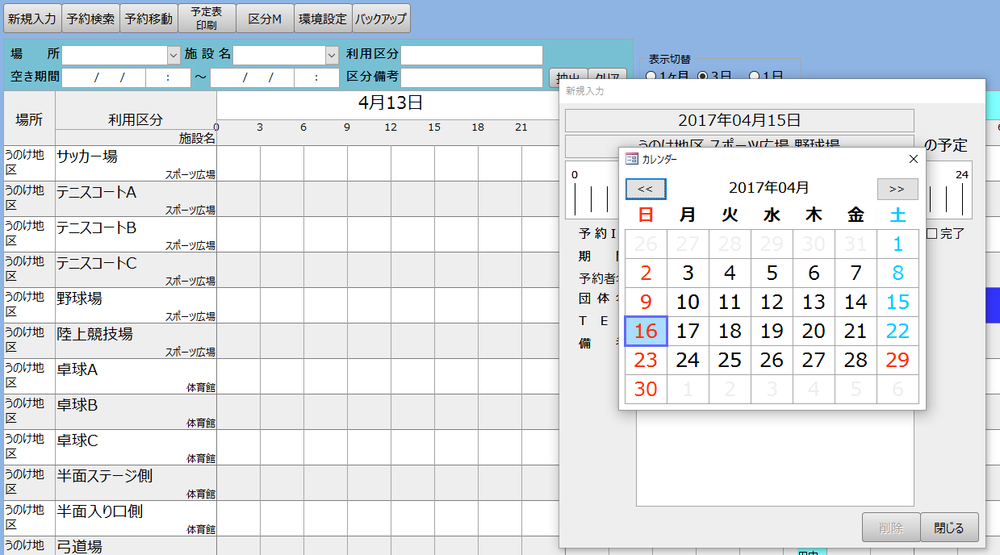 新規入力 予約検索 予約移動 予定表印刷 区分M 環境設定 バックアップ
場 所 施設名 利用区分
空き期間 / / : ～ / / : 区分備考
抽出 クリア
表示切替
1ヶ月 3日 1日
場所 利用区分 施設名
4月13日
0 3 6 9 12 15 18 21
うのけ地区 サッカー場 スポーツ広場
うのけ地区 テニスコートA スポーツ広場
うのけ地区 テニスコートB スポーツ広場
うのけ地区 テニスコートC スポーツ広場
うのけ地区 野球場 スポーツ広場
うのけ地区 陸上競技場 スポーツ広場
うのけ地区 卓球A 体育館
うのけ地区 卓球B 体育館
うのけ地区 卓球C 体育館
うのけ地区 半面ステージ側 体育館
うのけ地区 半面入り口側 体育館
うのけ地 弓道場
新規入力
2017年04月15日
うのけ地区 スポーツ広場 野球場 の予定
0 24
予約I
完了
期
予約者
団体
TE
備
カレンダー
<< 2017年04月 >>
日 月 火 水 木 金 土
26 27 28 29 30 31 1
2 3 4 5 6 7 8
9 10 11 12 13 14 15
16 17 18 19 20 21 22
23 24 25 26 27 28 29
30 1 2 3 4 5 6
削除 閉じる